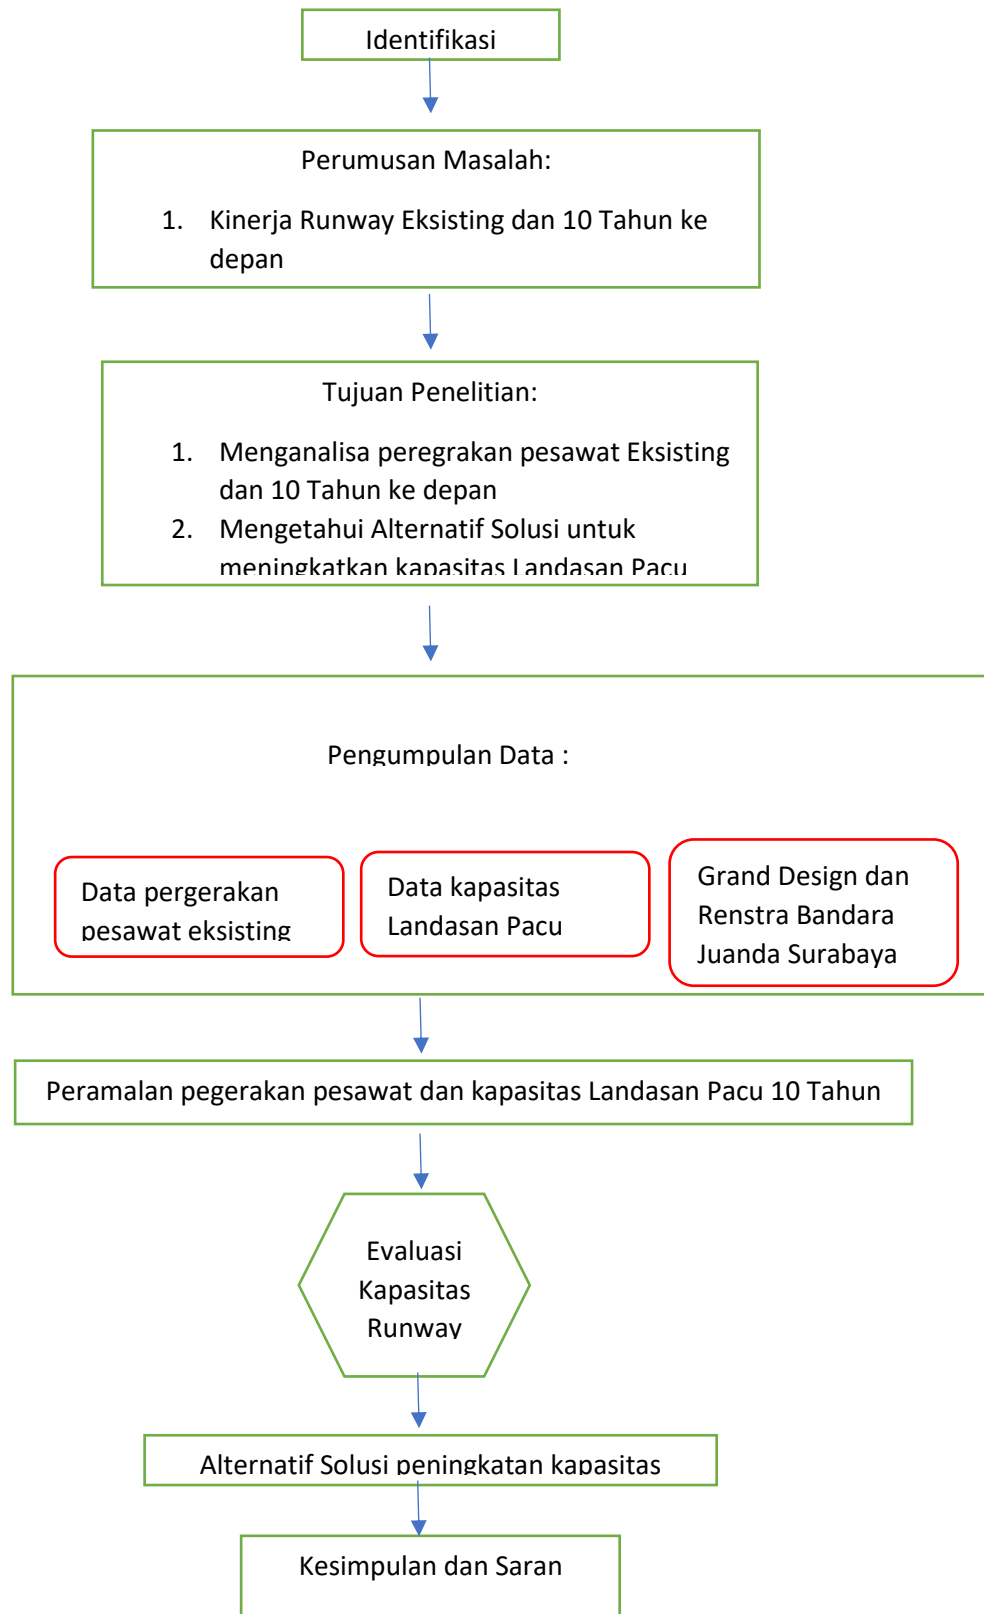 Identifikasi
Perumusan Masalah:
1. Kinerja Runway Eksisting dan 10 Tahun ke
depan
Tujuan Penelitian:
1. Menganalisa peregrakan pesawat Eksisting
dan 10 Tahun ke depan
2. Mengetahui Alternatif Solusi untuk
meningkatkan kapasitas Landasan Pacu
Pengumpulan Data :
Data pergerakan
pesawat eksisting
Data kapasitas
Landasan Pacu
Grand Design dan
Renstra Bandara
Juanda Surabaya
Peramalan pegerakan pesawat dan kapasitas Landasan Pacu 10 Tahun
Evaluasi
Kapasitas
Runway
Alternatif Solusi peningkatan kapasitas
Kesimpulan dan Saran